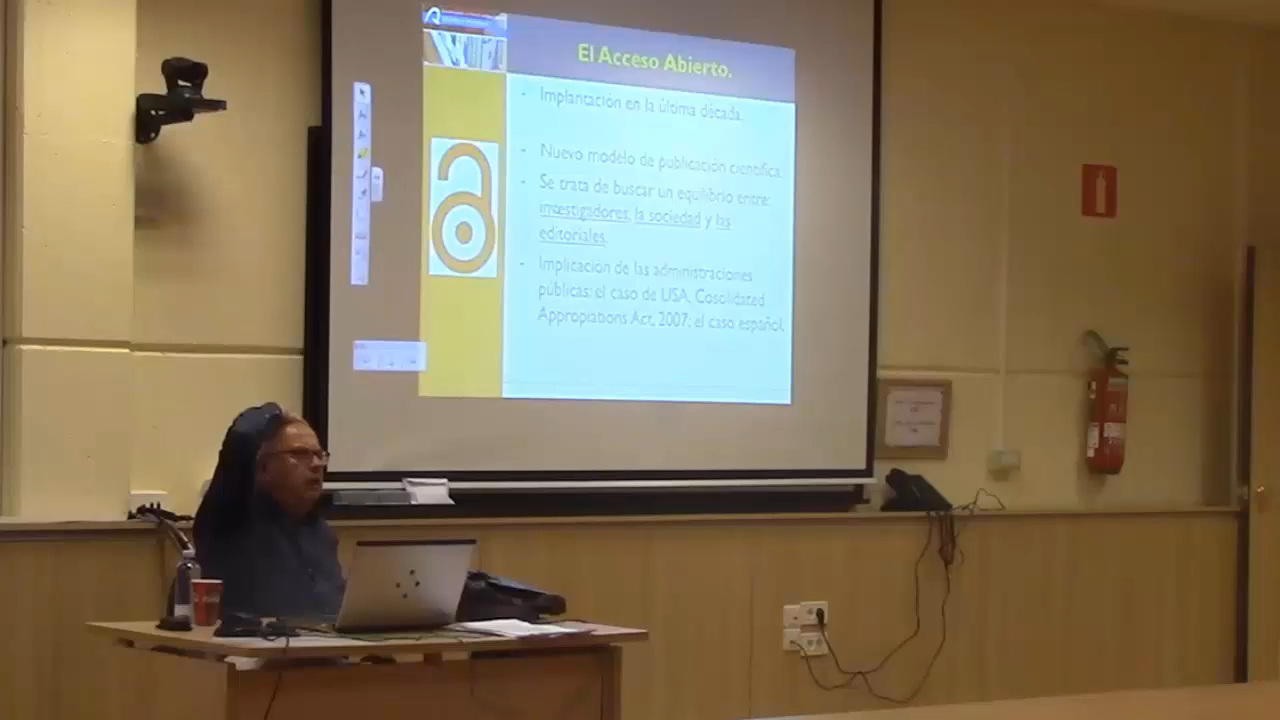 El Acceso Abierto.
- Implantación en la última década.
- Nuevo modelo de publicación científica.
- Se trata de buscar un equilibrio entre:
investigadores, la sociedad y las
editoriales.
- Implicación de las administraciones
públicas: el caso de USA, Cosolidated
Appropiations Act, 2007; el caso español.